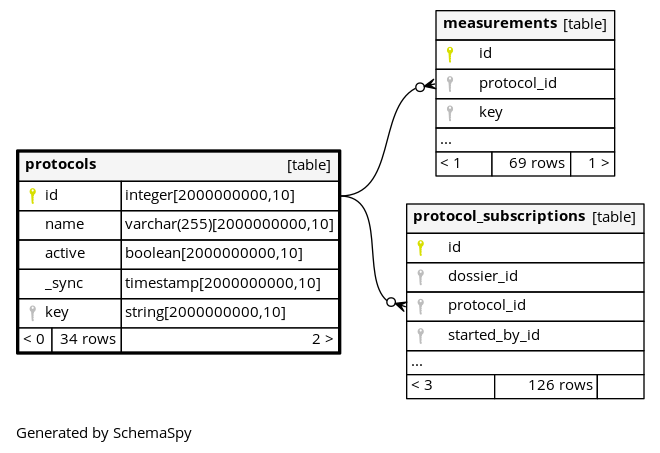 measurements [table]
id
protocol_id
key
...
< 1 69 rows 1 >
protocols [table]
id integer[2000000000,10]
name varchar(255)[2000000000,10]
active boolean[2000000000,10]
_sync timestamp[2000000000,10]
key string[2000000000,10]
< 0 34 rows 2 >
protocol_subscriptions [table]
id
dossier_id
protocol_id
started_by_id
...
< 3 126 rows
Generated by SchemaSpy